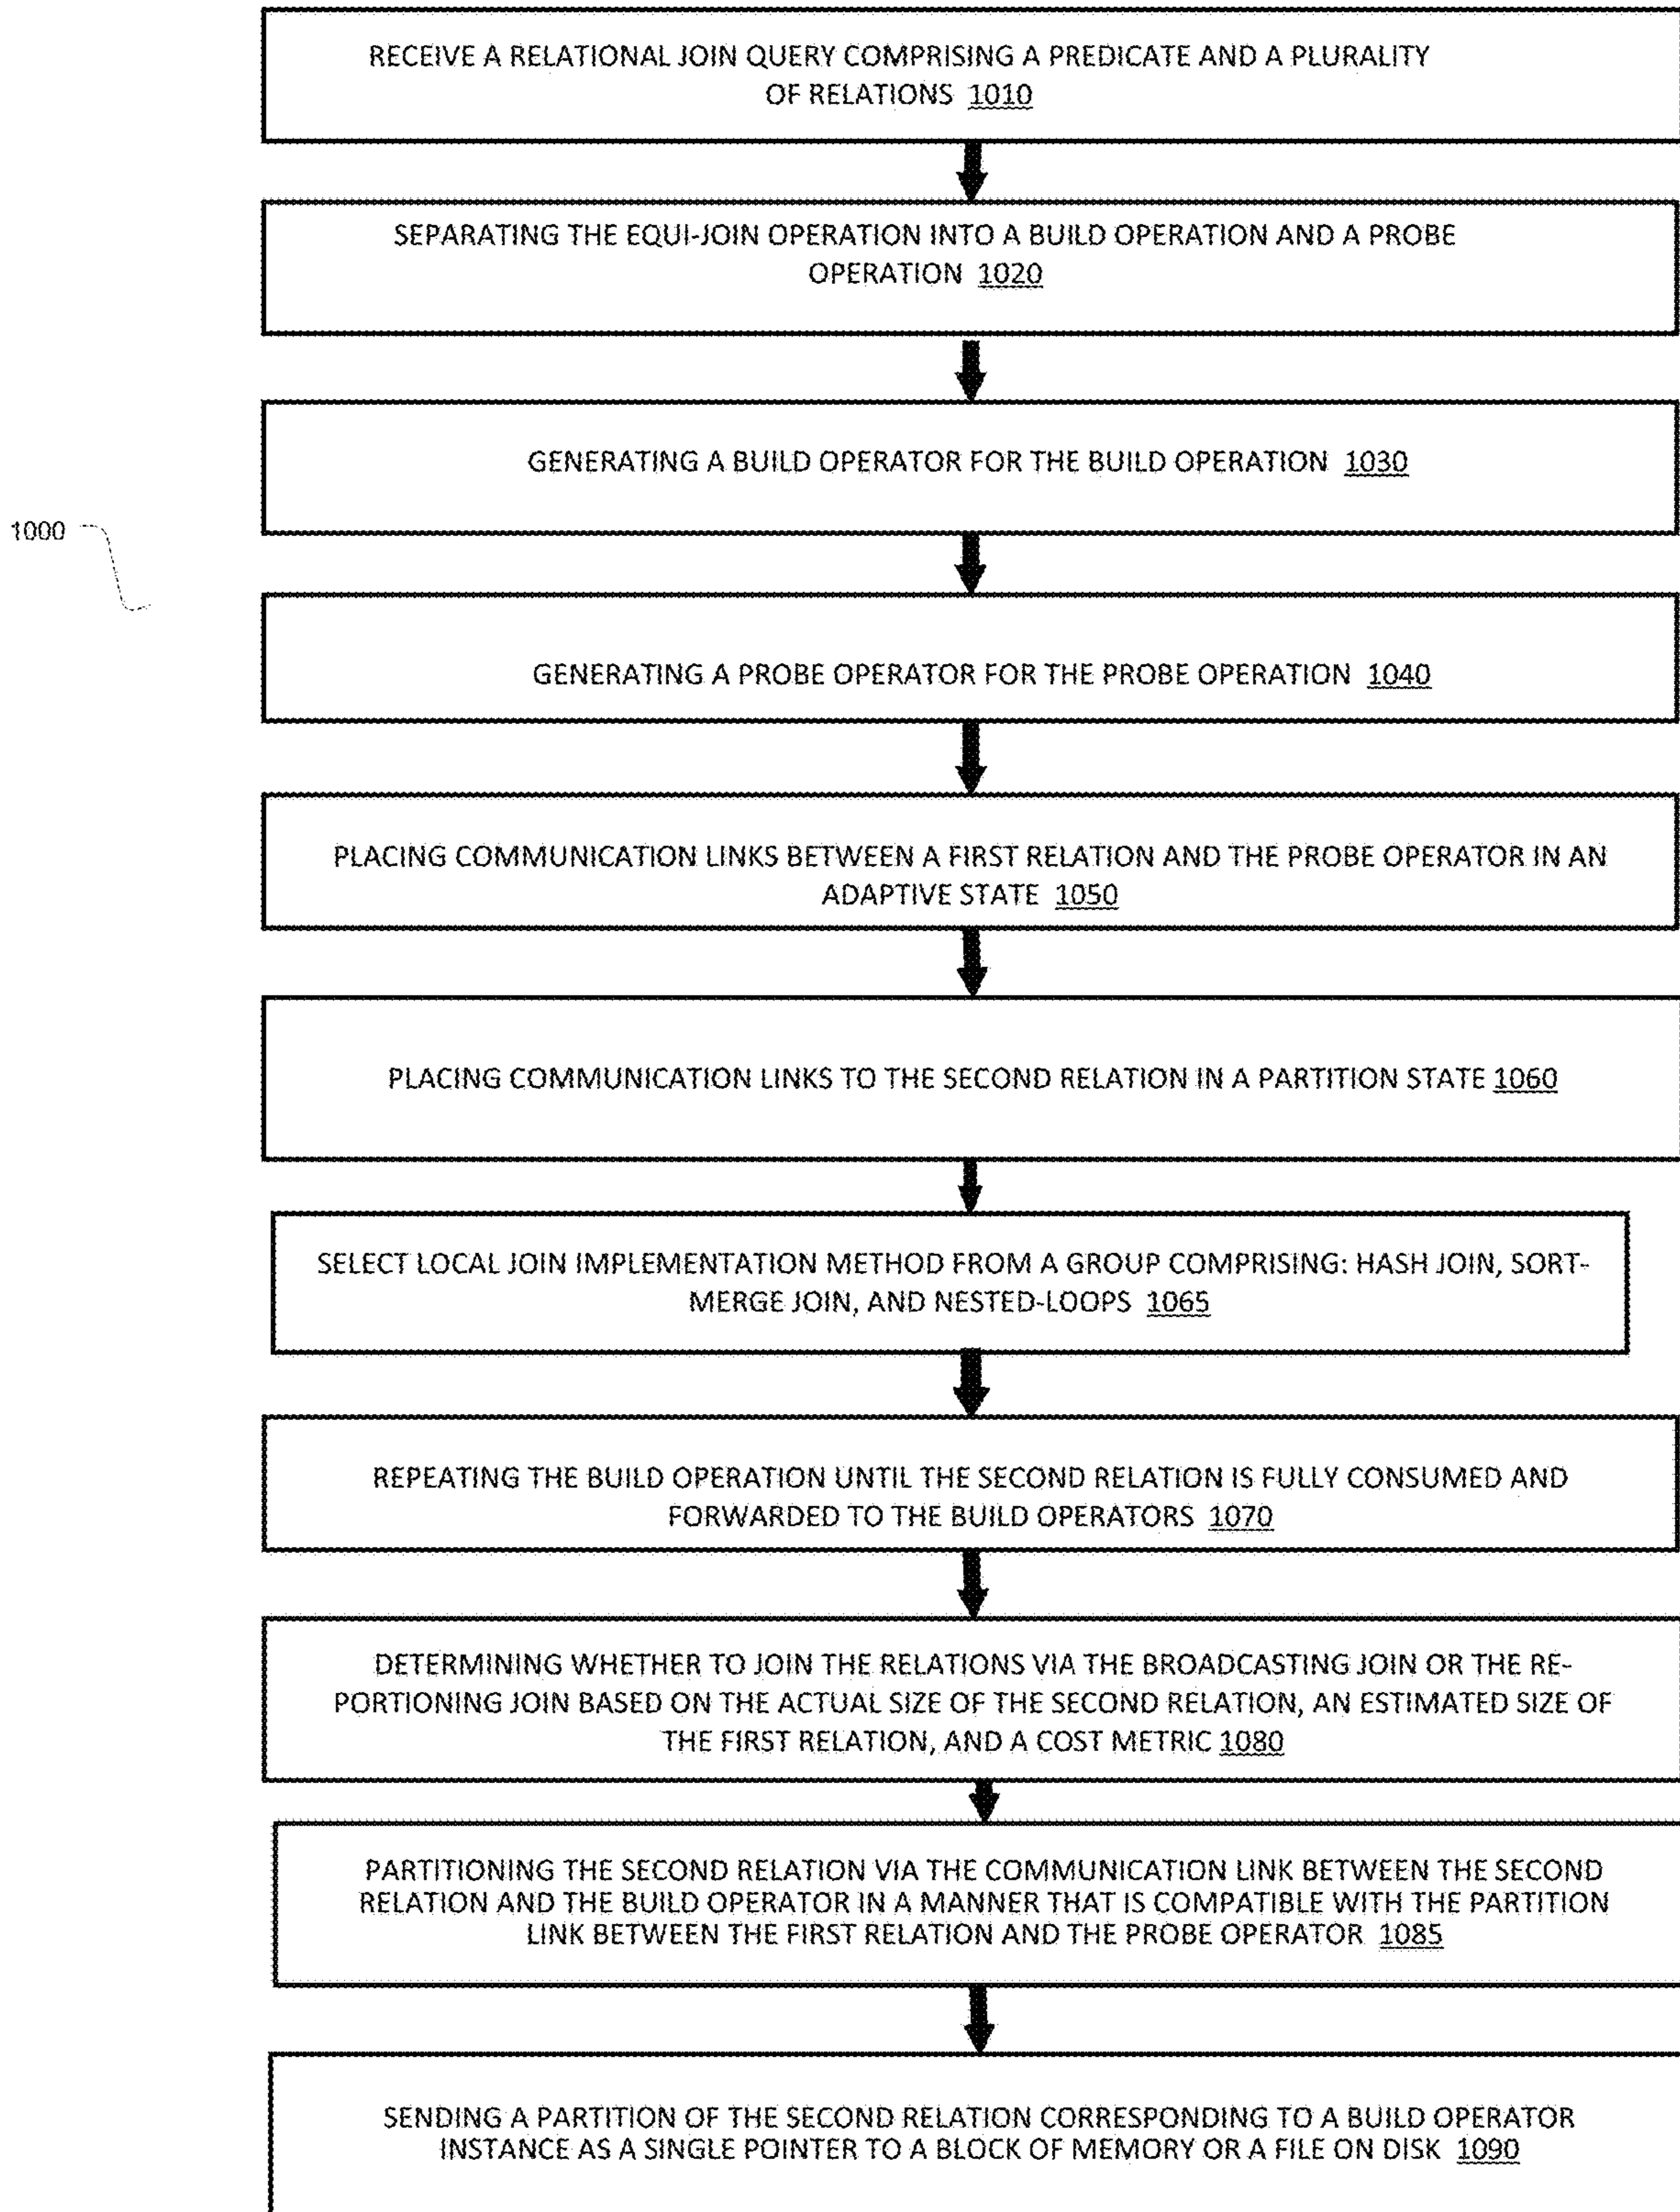 RECEIVE A RELATIONAL JOIN QUERY COMPRISING A PREDICATE AND A PLURALITY
OF RELATIONS 1010
SEPARATING THE EQUI-JOIN OPERATION INTO A BUILD OPERATION AND A PROBE
OPERATION 1020
GENERATING A BUILD OPERATOR FOR THE BUILD OPERATION 1030
1000
GENERATING A PROBE OPERATOR FOR THE PROBE OPERATION 1040
PLACING COMMUNICATION LINKS BETWEEN A FIRST RELATION AND THE PROBE OPERATOR IN AN
ADAPTIVE STATE 1050
PLACING COMMUNICATION LINKS TO THE SECOND RELATION IN A PARTITION STATE 1060
SELECT LOCAL JOIN IMPLEMENTATION METHOD FROM A GROUP COMPRISING: HASH JOIN, SORT-
MERGE JOIN, AND NESTED-LOOPS 1065
REPEATING THE BUILD OPERATION UNTIL THE SECOND RELATION IS FULLY CONSUMED AND
FORWARDED TO THE BUILD OPERATORS 1070
DETERMINING WHETHER TO JOIN THE RELATIONS VIA THE BROADCASTING JOIN OR THE RE-
PORTIONING JOIN BASED ON THE ACTUAL SIZE OF THE SECOND RELATION, AN ESTIMATED SIZE OF
THE FIRST RELATION, AND A COST METRIC 1080
PARTITIONING THE SECOND RELATION VIA THE COMMUNICATION LINK BETWEEN THE SECOND
RELATION AND THE BUILD OPERATOR IN A MANNER THAT IS COMPATIBLE WITH THE PARTITION
LINK BETWEEN THE FIRST RELATION AND THE PROBE OPERATOR 1085
SENDING A PARTITION OF THE SECOND RELATION CORRESPONDING TO A BUILD OPERATOR
INSTANCE AS A SINGLE POINTER TO A BLOCK OF MEMORY OR A FILE ON DISK 1090